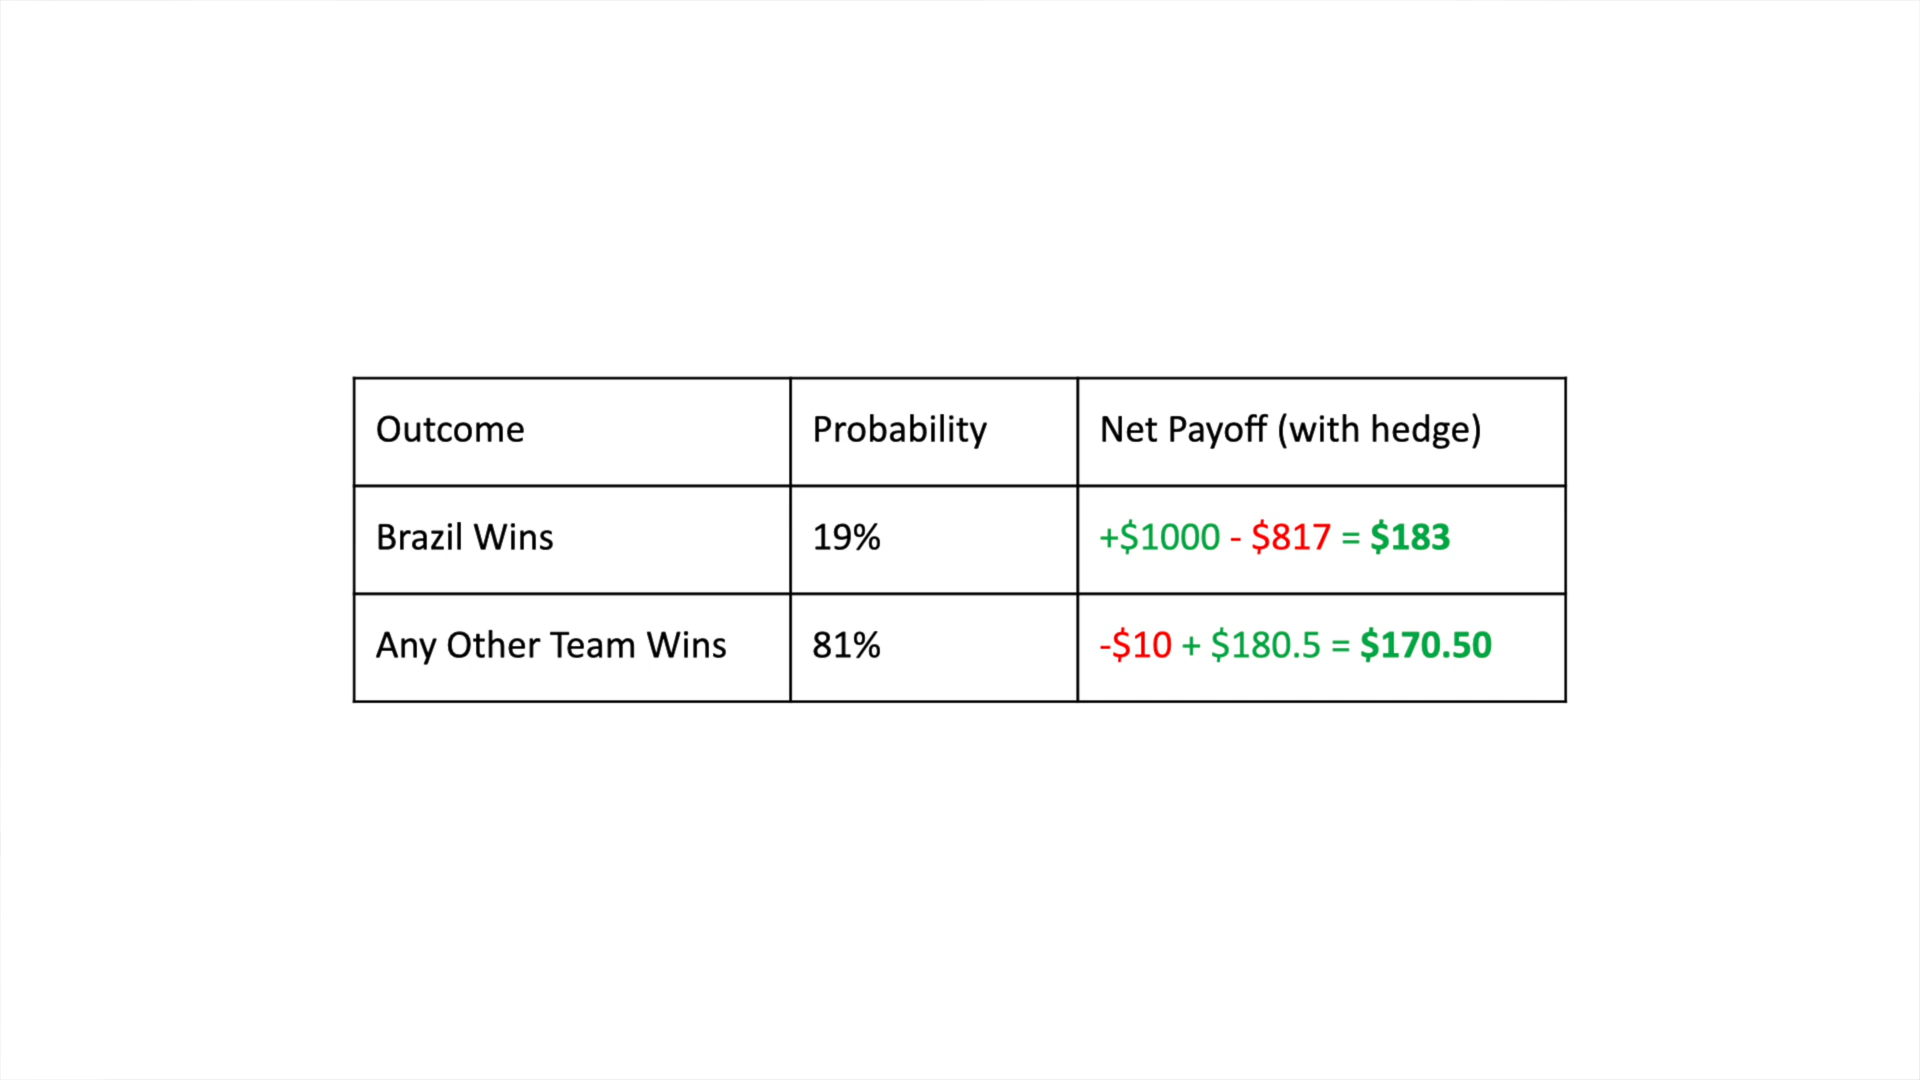 Outcome Probability Net Payoff (with hedge)
Brazil Wins 19% +$1000 - $817 = $183
Any Other Team Wins 81% -$10 + $180.5 = $170.50